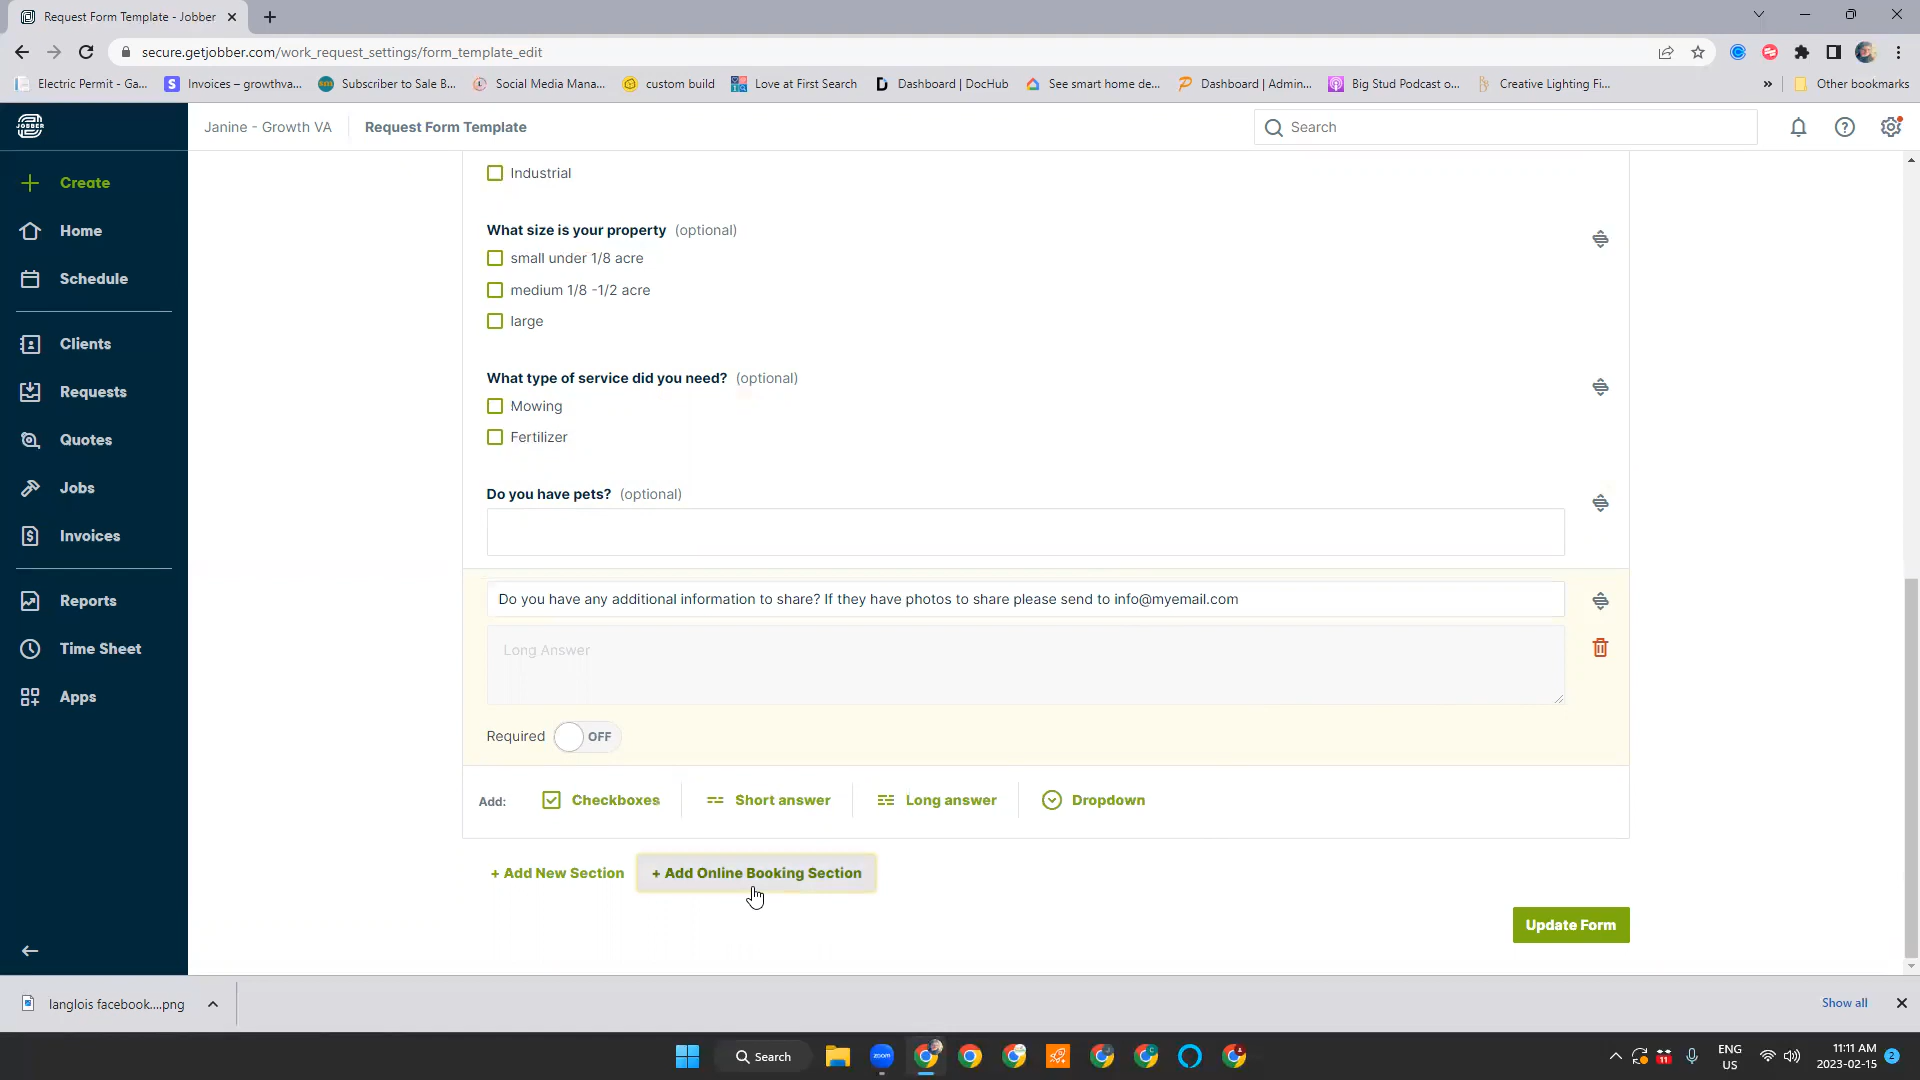 Request Form Template - Jobber
secure.getjobber.com/work_request_settings/form_template_edit
Electric Permit - Ga...
Invoices – growthva...
Subscriber to Sale B...
Social Media Mana...
custom build
Love at First Search
Dashboard | DocHub
See smart home de...
Dashboard | Admin...
Big Stud Podcast o...
Creative Lighting Fi...
»
Other bookmarks
JOBBER
Janine - Growth VA
Request Form Template
Search
Create
Home
Schedule
Clients
Requests
Quotes
Jobs
Invoices
Reports
Time Sheet
Apps
Industrial
What size is your property (optional)
small under 1/8 acre
medium 1/8 -1/2 acre
large
What type of service did you need? (optional)
Mowing
Fertilizer
Do you have pets? (optional)
Do you have any additional information to share? If they have photos to share please send to info@myemail.com
Long Answer
Required OFF
Add: Checkboxes Short answer Long answer Dropdown
+ Add New Section + Add Online Booking Section
Update Form
langlois facebook....png
Show all
Search
zoom
11
ENG
US
11:11 AM
2023-02-15
2